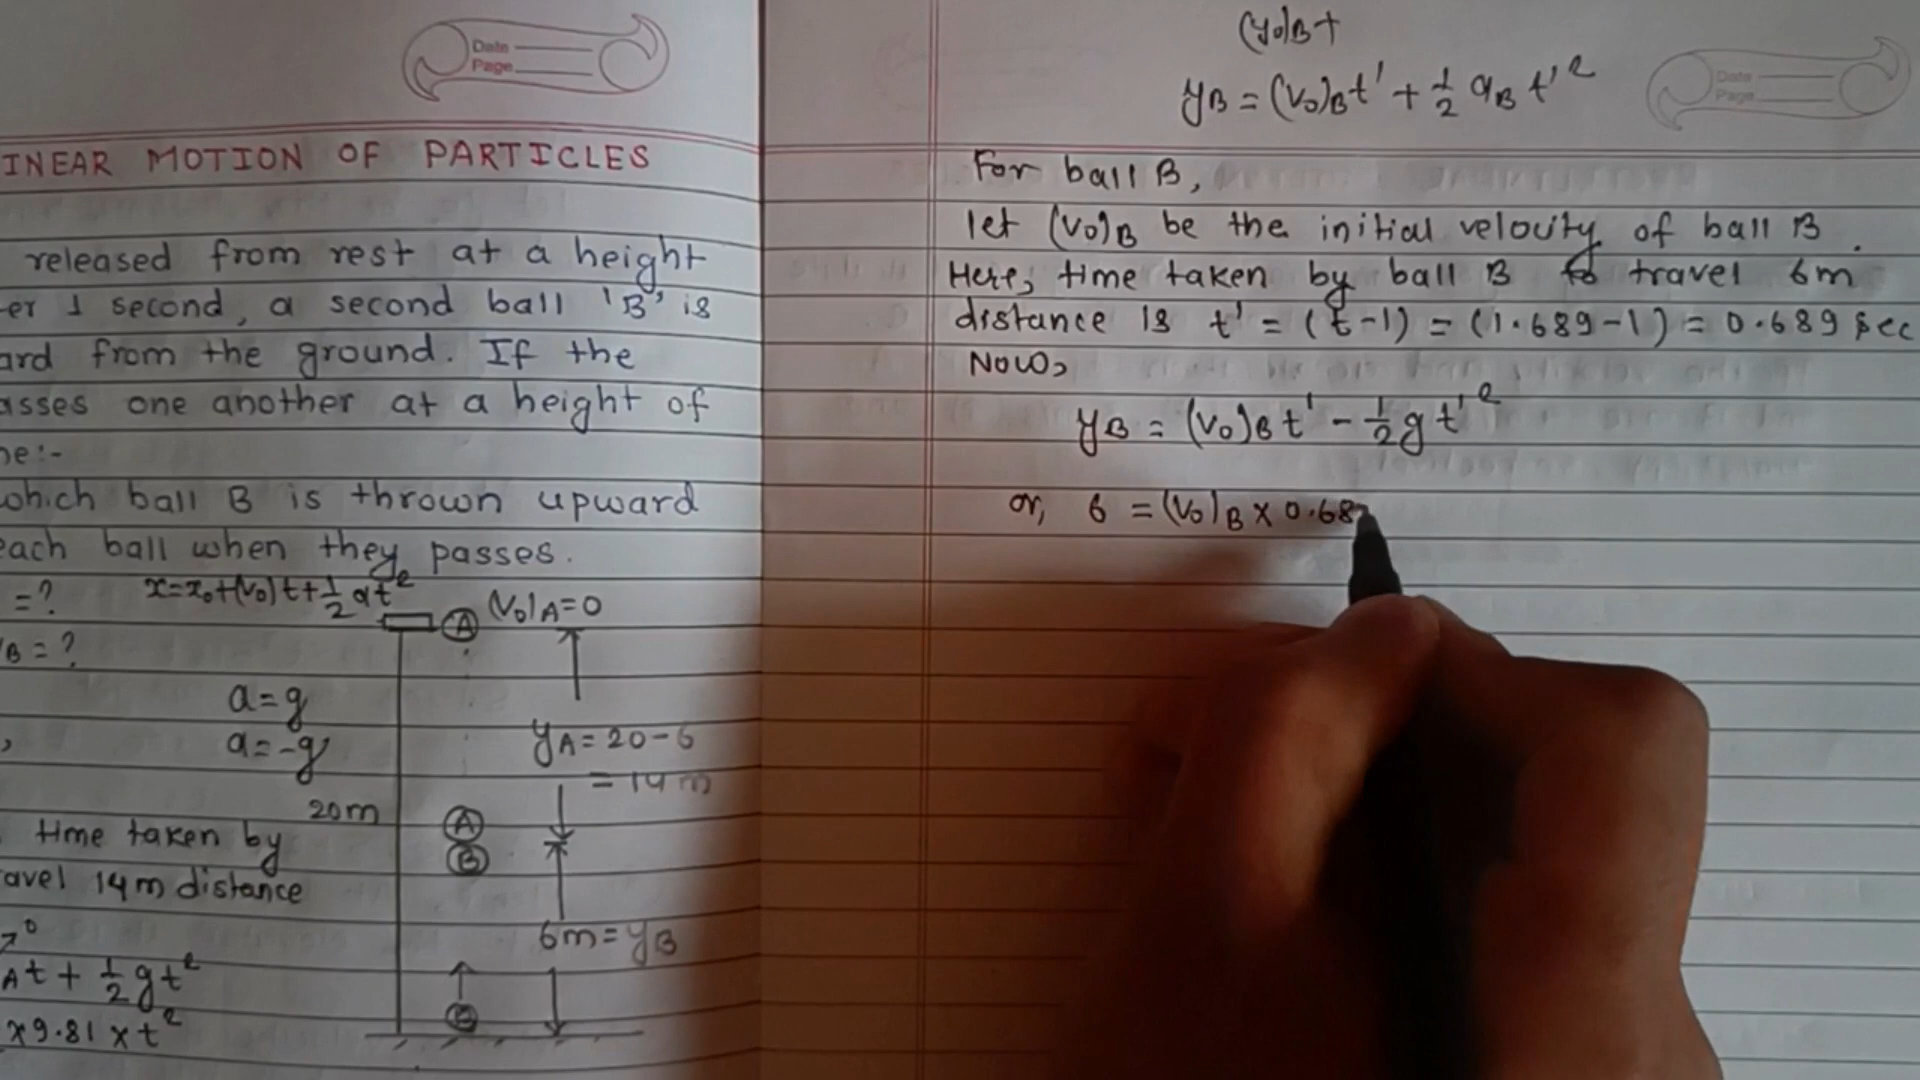 Date
Page
INEAR MOTION OF PARTICLES
released from rest at a height
er 1 second, a second ball 'B' is
ard from the ground. If the
asses one another at a height of
ne:-
which ball B is thrown upward
each ball when they passes.
=?
x=x₀+(v₀)t+½at²
(v₀)A=0
A
B=?
a=g
a=-g
yA=20-6
=14m
20m
A
B
time taken by
avel 14m distance
6m=yB
0
At+½gt²
B
×9.81×t²
(y₀)B+
yB=(v₀)Bt'+½aBt'²
Date
Page
For ball B,
let (v₀)B be the initial velocity of ball B.
Here, time taken by ball B to travel 6m
distance is t'=(t-1)=(1.689-1)=0.689 sec
Now,
yB=(v₀)Bt'-½gt'²
or, 6=(v₀)B×0.68